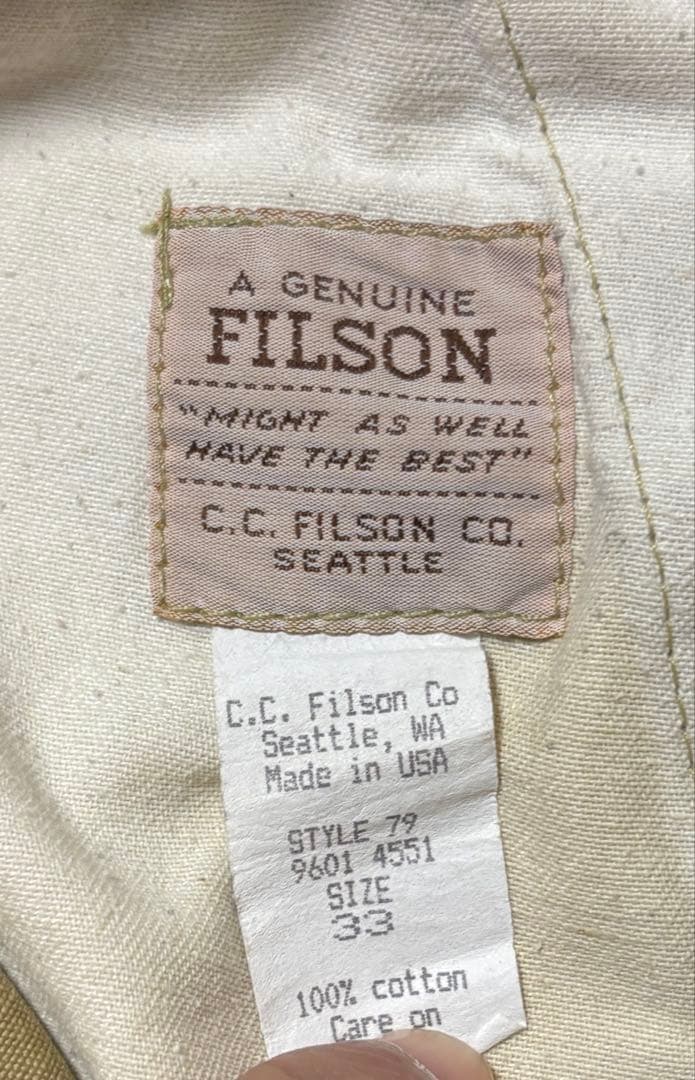 A GENUINE
FILSON
"MIGHT AS WELL
HAVE THE BEST"
C.C. FILSON CO.
SEATTLE
C.C. Filson Co
Seattle, WA
Made in USA
STYLE 79
9601 4551
SIZE
33
100% cotton
Care on